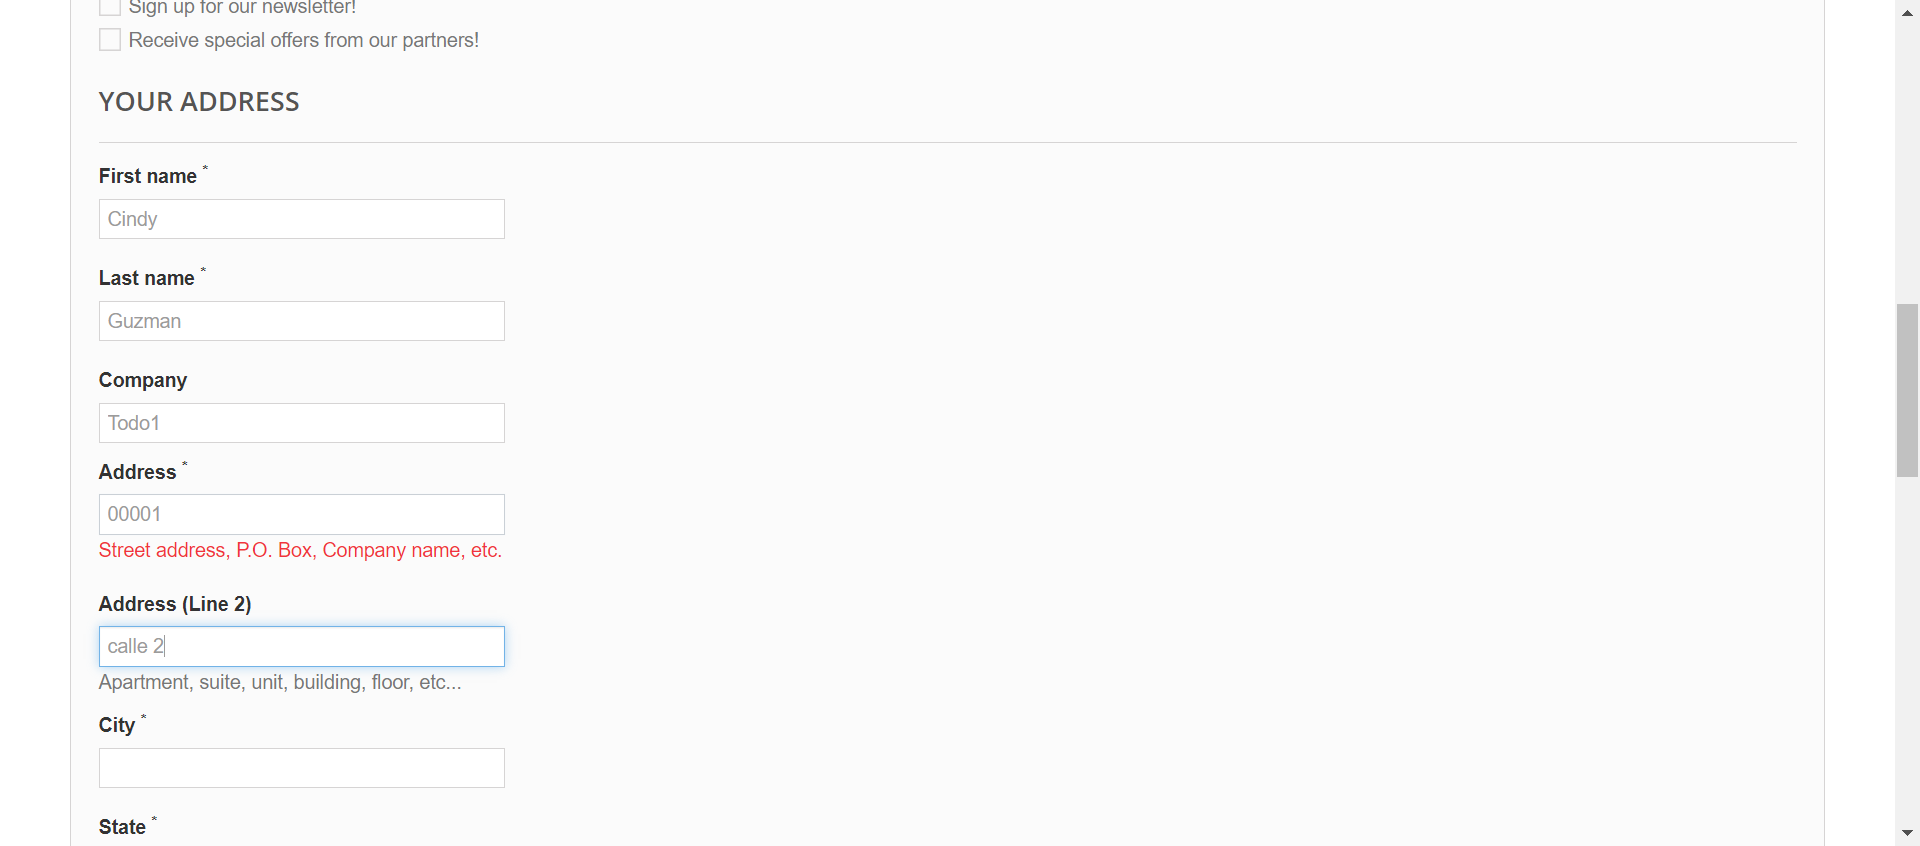 Sign up for our newsletter!
Receive special offers from our partners!
YOUR ADDRESS
First name *
Cindy
Last name *
Guzman
Company
Todo1
Address *
00001
Street address, P.O. Box, Company name, etc.
Address (Line 2)
calle 2
Apartment, suite, unit, building, floor, etc...
City *
State *